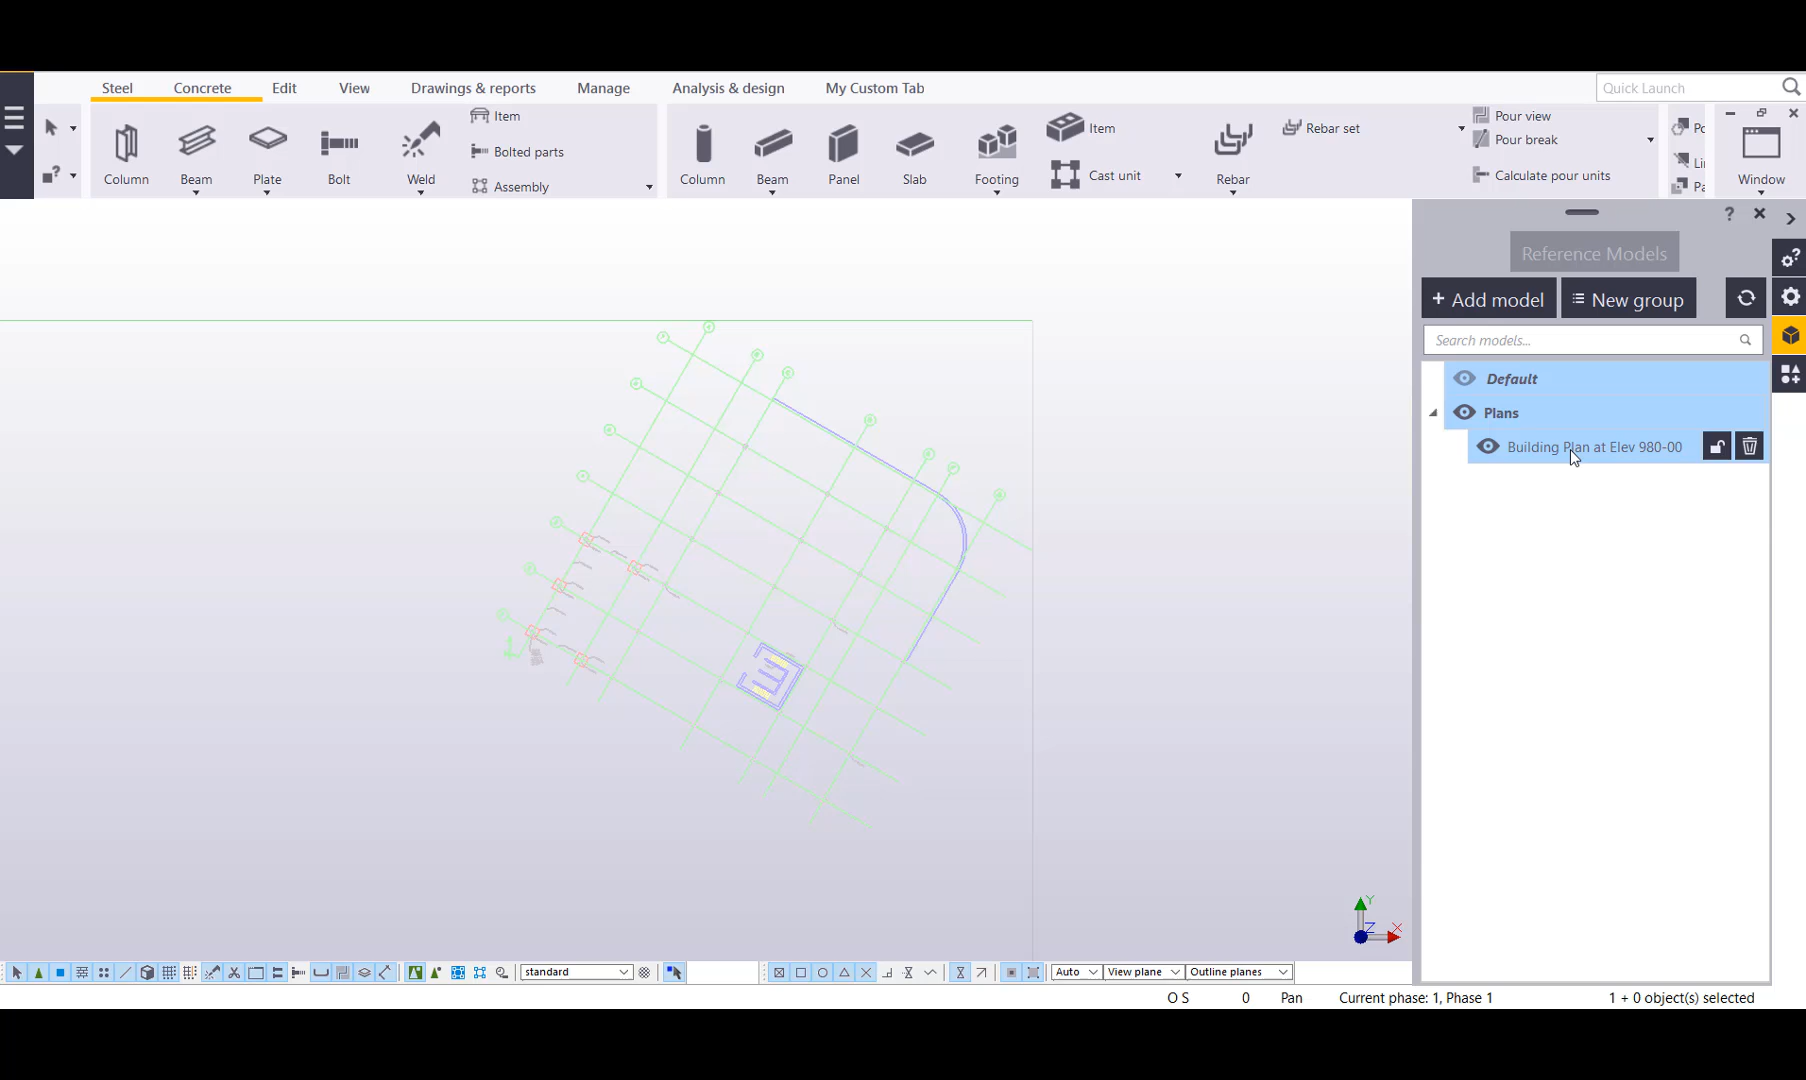 Steel Concrete Edit View Drawings & reports Manage Analysis & design My Custom Tab Quick Launch
Item
Bolted parts
Assembly
Column Beam Plate Bolt Weld
Column Beam Panel Slab Footing
Item
Cast unit
Rebar
Rebar set
Pour view
Pour break
Calculate pour units
Window
Reference Models
+ Add model
New group
Search models...
Default
Plans
Building Plan at Elev 980-00
Y
Z
X
standard
Auto
View plane
Outline planes
O S 0 Pan Current phase: 1, Phase 1 1 + 0 object(s) selected